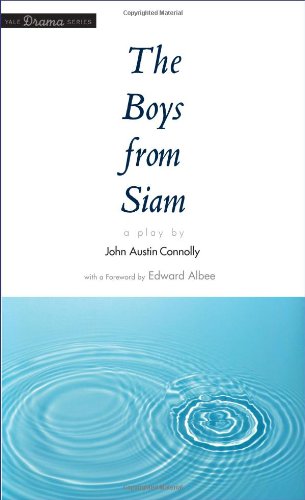 YALE Drama SERIES
The
Boys
from
Siam
a play by
John Austin Connolly
with a Foreword by Edward Albee